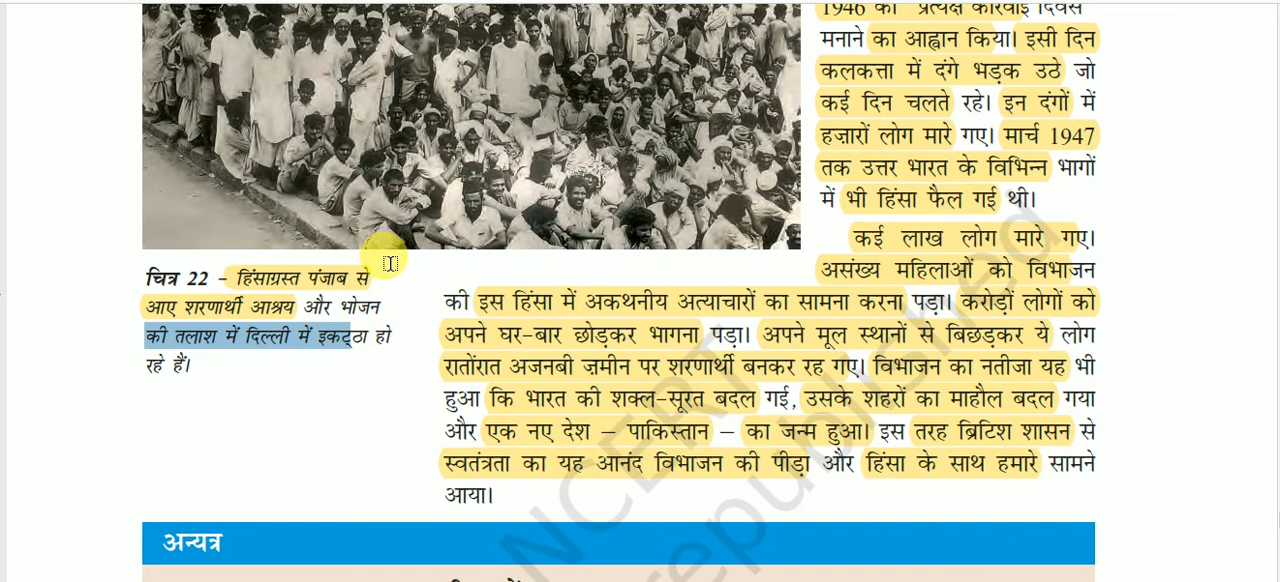 1946 को "प्रत्यक्ष कार्रवाई दिवस"
मनाने का आह्वान किया। इसी दिन
कलकत्ता में दंगे भड़क उठे जो
कई दिन चलते रहे। इन दंगों में
हज़ारों लोग मारे गए। मार्च 1947
तक उत्तर भारत के विभिन्न भागों
में भी हिंसा फैल गई थी।
कई लाख लोग मारे गए।
असंख्य महिलाओं को विभाजन
की इस हिंसा में अकथनीय अत्याचारों का सामना करना पड़ा। करोड़ों लोगों को
अपने घर-बार छोड़कर भागना पड़ा। अपने मूल स्थानों से बिछड़कर ये लोग
रातोंरात अजनबी ज़मीन पर शरणार्थी बनकर रह गए। विभाजन का नतीजा यह भी
हुआ कि भारत की शक्ल-सूरत बदल गई, उसके शहरों का माहौल बदल गया
और एक नए देश – पाकिस्तान – का जन्म हुआ। इस तरह ब्रिटिश शासन से
स्वतंत्रता का यह आनंद विभाजन की पीड़ा और हिंसा के साथ हमारे सामने
आया।
चित्र 22 – हिंसाग्रस्त पंजाब से
आए शरणार्थी आश्रय और भोजन
की तलाश में दिल्ली में इकट्ठा हो
रहे हैं।
NCERT
republished
अन्यत्र